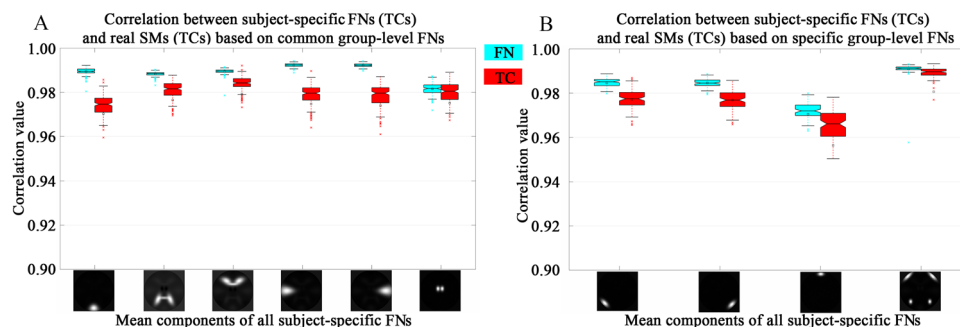 A
Correlation between subject-specific FNs (TCs)
and real SMs (TCs) based on common group-level FNs
Correlation value
1.00
0.98
0.96
0.94
0.92
0.90
Mean components of all subject-specific FNs
FN
TC
B
Correlation between subject-specific FNs (TCs)
and real SMs (TCs) based on specific group-level FNs
Correlation value
1.00
0.98
0.96
0.94
0.92
0.90
Mean components of all subject-specific FNs